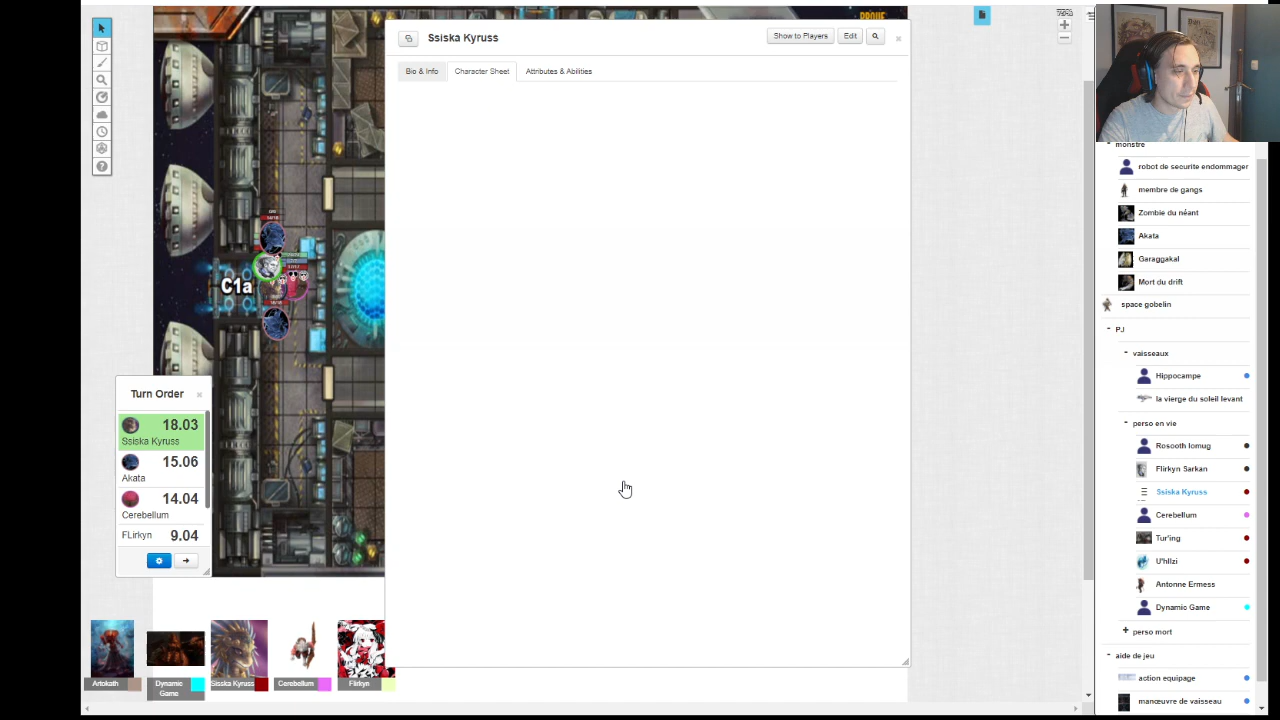 Ssiska Kyruss
Show to Players
Edit
Bio & Info
Character Sheet
Attributes & Abilities
C1a
Turn Order
18.03
Ssiska Kyruss
15.06
Akata
14.04
Cerebellum
FLirkyn
9.04
Artokath
Dynamic
Game
Ssiska Kyruss
Cerebellum
Flirkyn
monstre
robot de securite endommager
membre de gangs
Zombie du néant
Akata
Garaggakal
Mort du drift
space gobelin
PJ
vaisseaux
Hippocampe
la vierge du soleil levant
perso en vie
Rosooth Iomug
Flirkyn Sarkan
Ssiska Kyruss
Cerebellum
Tur'ing
Antonne Ermess
Dynamic Game
perso mort
aide de jeu
action equipage
manœuvre de vaisseau